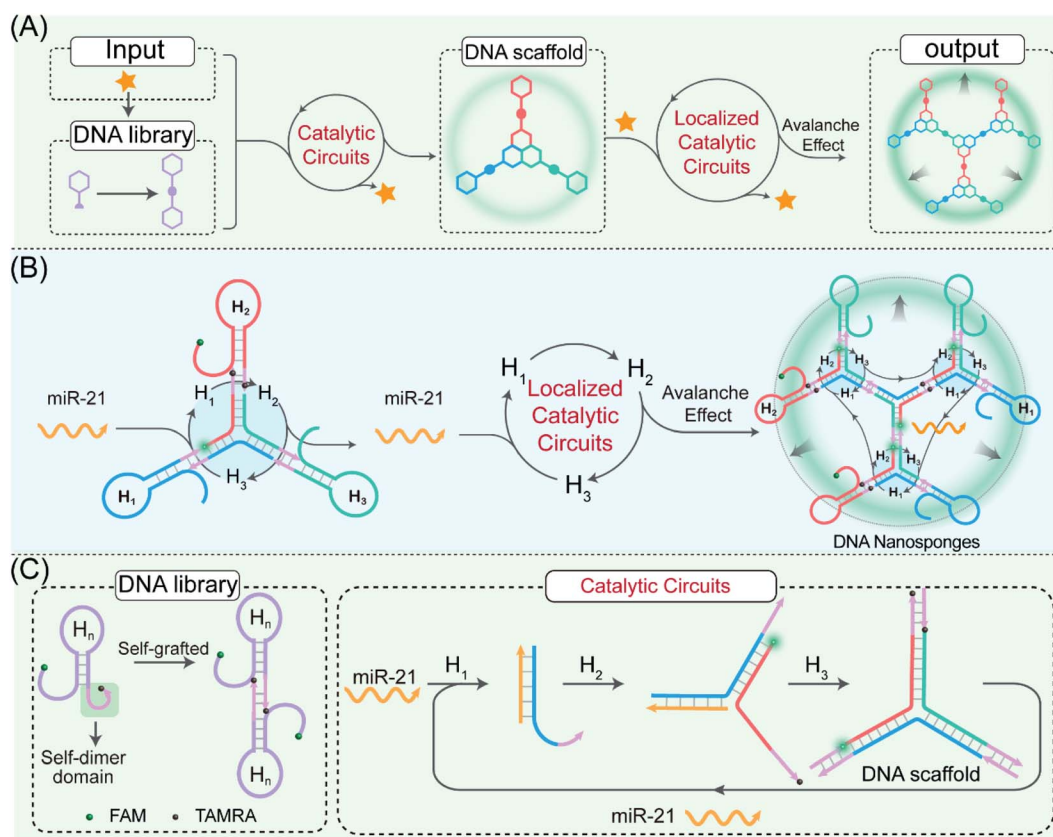 (A)
Input
DNA library
Catalytic
Circuits
DNA scaffold
Localized
Catalytic
Circuits
Avalanche
Effect
output
(B)
miR-21
H₂
H₁
H₃
H₁
H₂
H₃
miR-21
H₁
H₂
H₃
Localized
Catalytic
Circuits
Avalanche
Effect
H₂
H₃
H₁
H₂
H₃
H₁
H₂
H₁
H₂
H₃
H₁
DNA Nanosponges
(C)
DNA library
Hₙ
Self-grafted
Hₙ
Hₙ
Self-dimer
domain
FAM
TAMRA
Catalytic Circuits
miR-21
H₁
H₂
H₃
DNA scaffold
miR-21